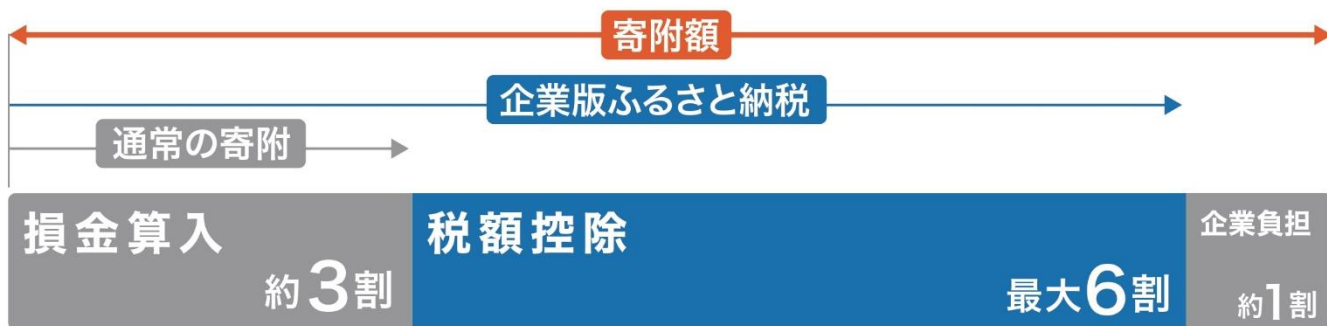 寄附額
企業版ふるさと納税
通常の寄附
損金算入
約3割
税額控除
最大6割
企業負担
約1割